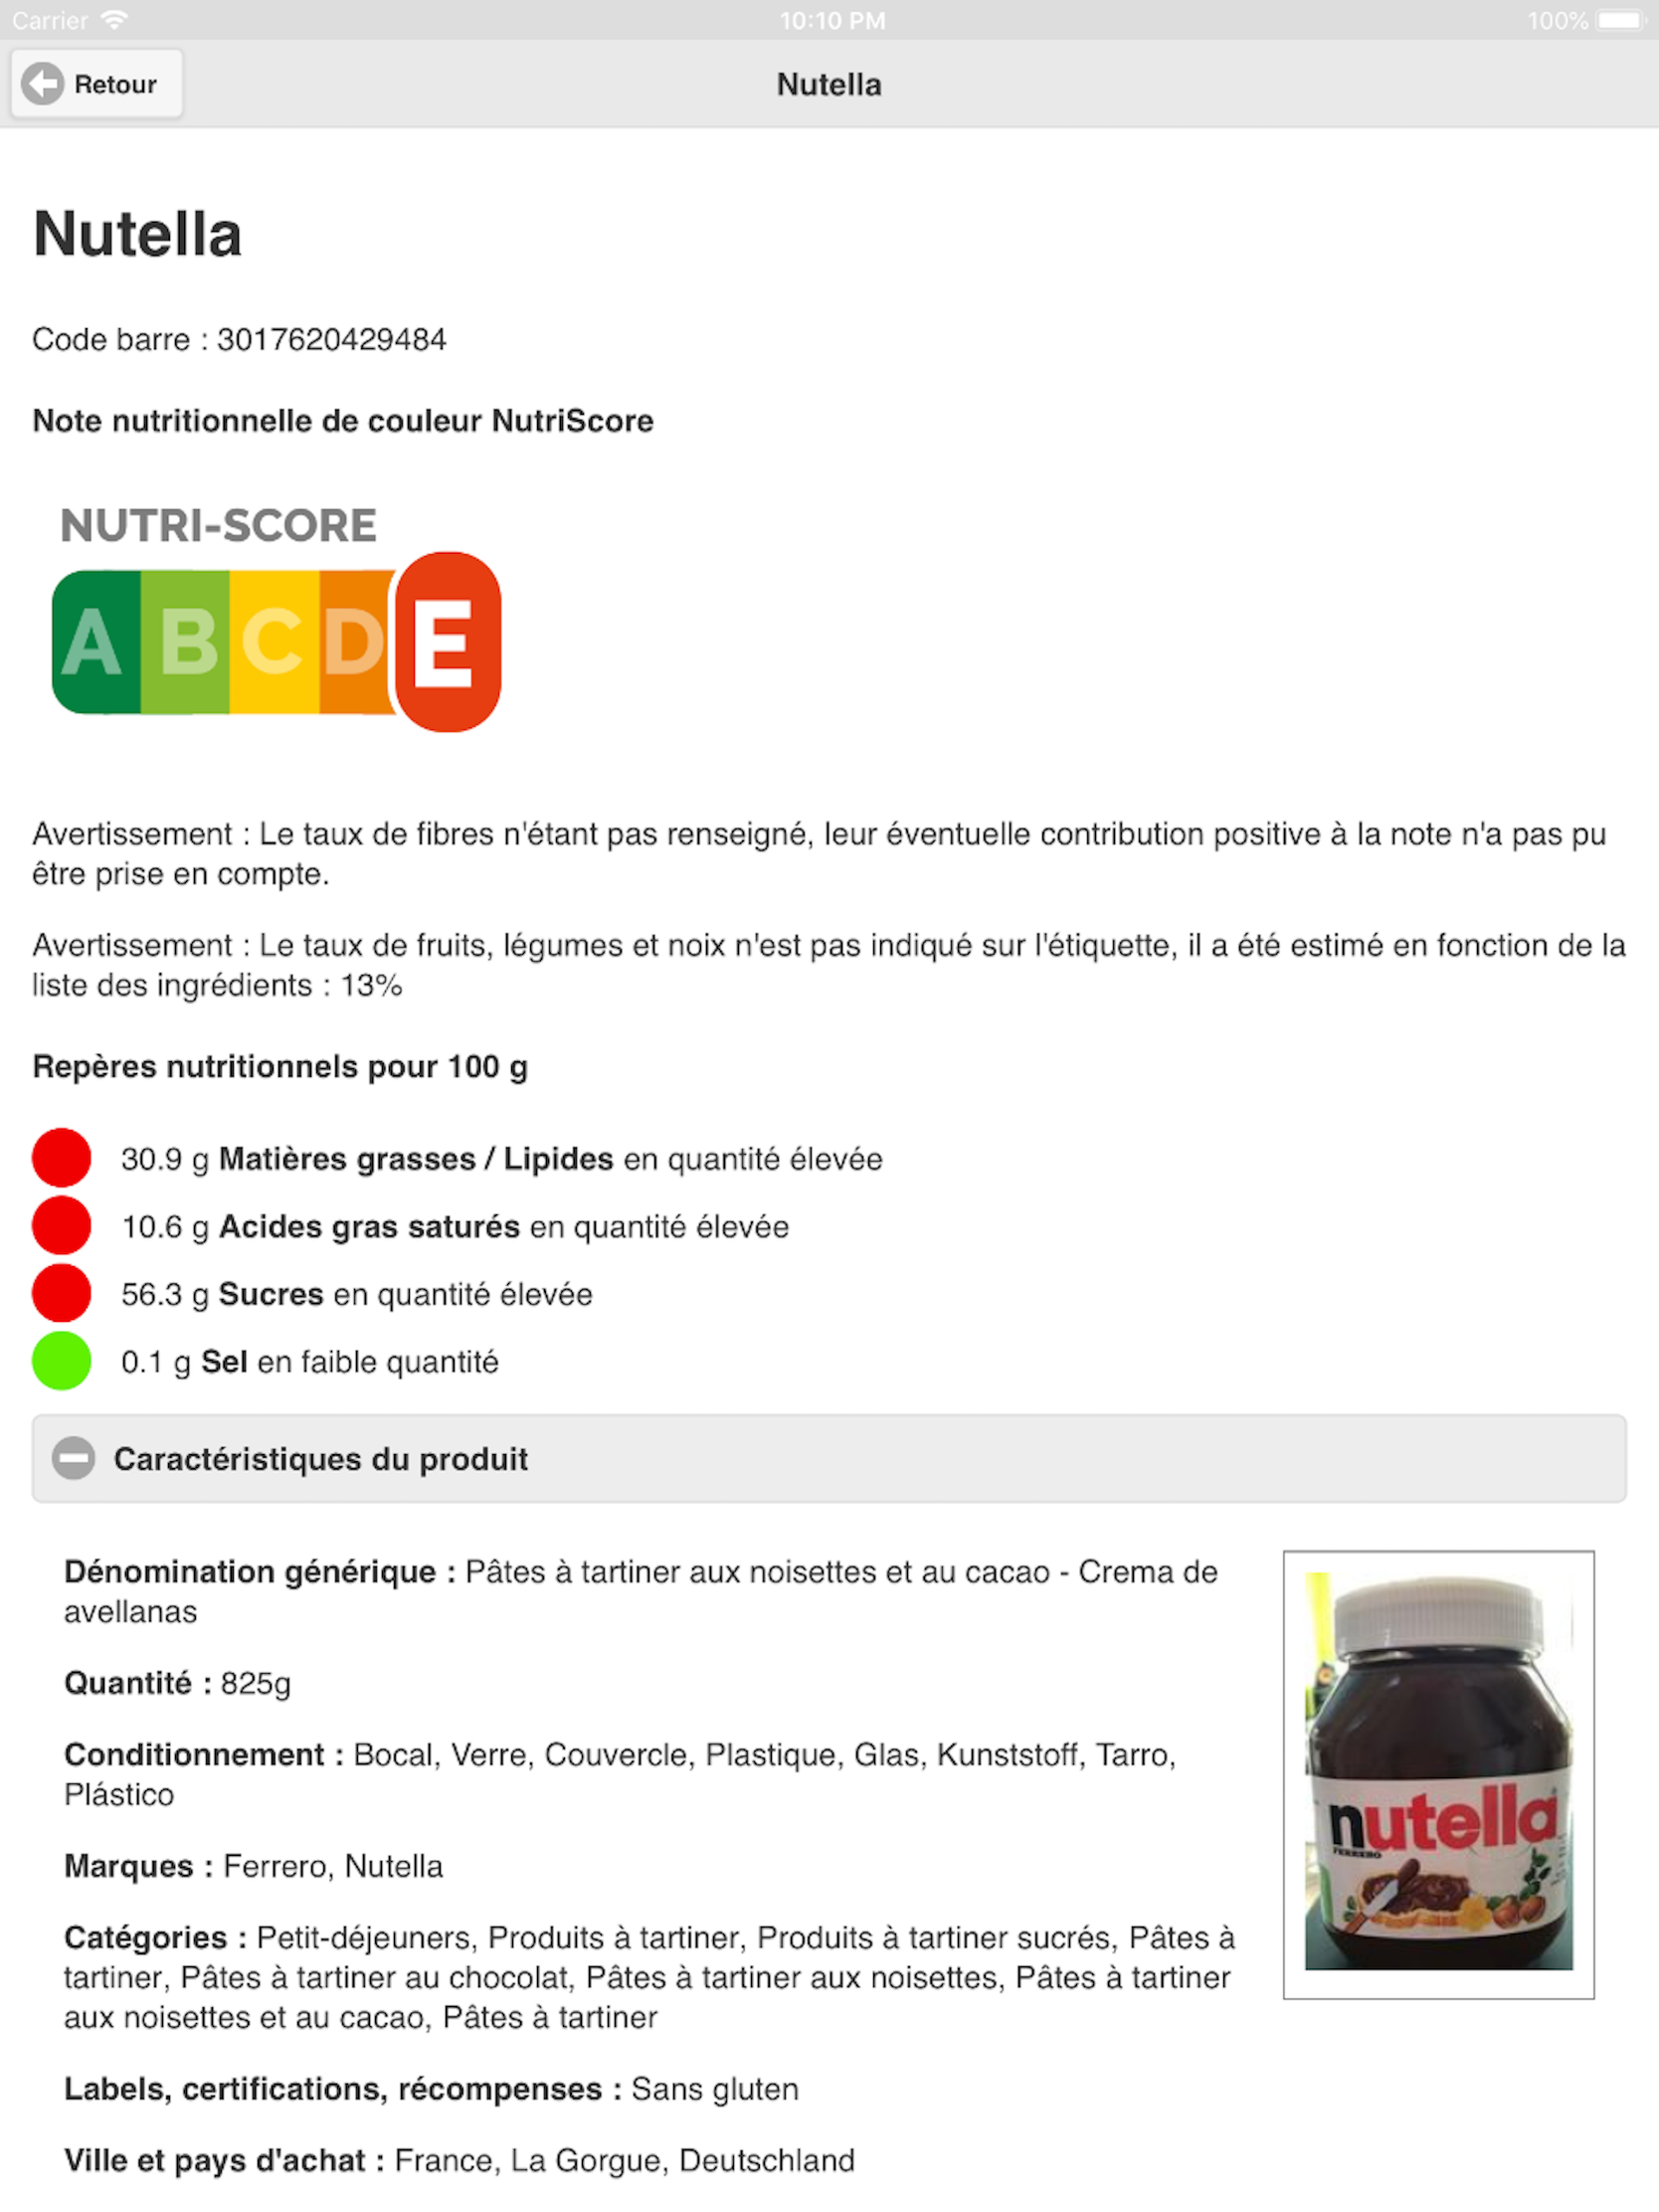 Carrier 10:10 PM 100%
Retour Nutella
Nutella
Code barre : 3017620429484
Note nutritionnelle de couleur NutriScore
NUTRI-SCORE
A B C D E
Avertissement : Le taux de fibres n'étant pas renseigné, leur éventuelle contribution positive à la note n'a pas pu
être prise en compte.
Avertissement : Le taux de fruits, légumes et noix n'est pas indiqué sur l'étiquette, il a été estimé en fonction de la
liste des ingrédients : 13%
Repères nutritionnels pour 100 g
30.9 g Matières grasses / Lipides en quantité élevée
10.6 g Acides gras saturés en quantité élevée
56.3 g Sucres en quantité élevée
0.1 g Sel en faible quantité
Caractéristiques du produit
Dénomination générique : Pâtes à tartiner aux noisettes et au cacao - Crema de
avellanas
Quantité : 825g
Conditionnement : Bocal, Verre, Couvercle, Plastique, Glas, Kunststoff, Tarro,
Plástico
Marques : Ferrero, Nutella
Catégories : Petit-déjeuners, Produits à tartiner, Produits à tartiner sucrés, Pâtes à
tartiner, Pâtes à tartiner au chocolat, Pâtes à tartiner aux noisettes, Pâtes à tartiner
aux noisettes et au cacao, Pâtes à tartiner
Labels, certifications, récompenses : Sans gluten
Ville et pays d'achat : France, La Gorgue, Deutschland
nutella
FERRERO